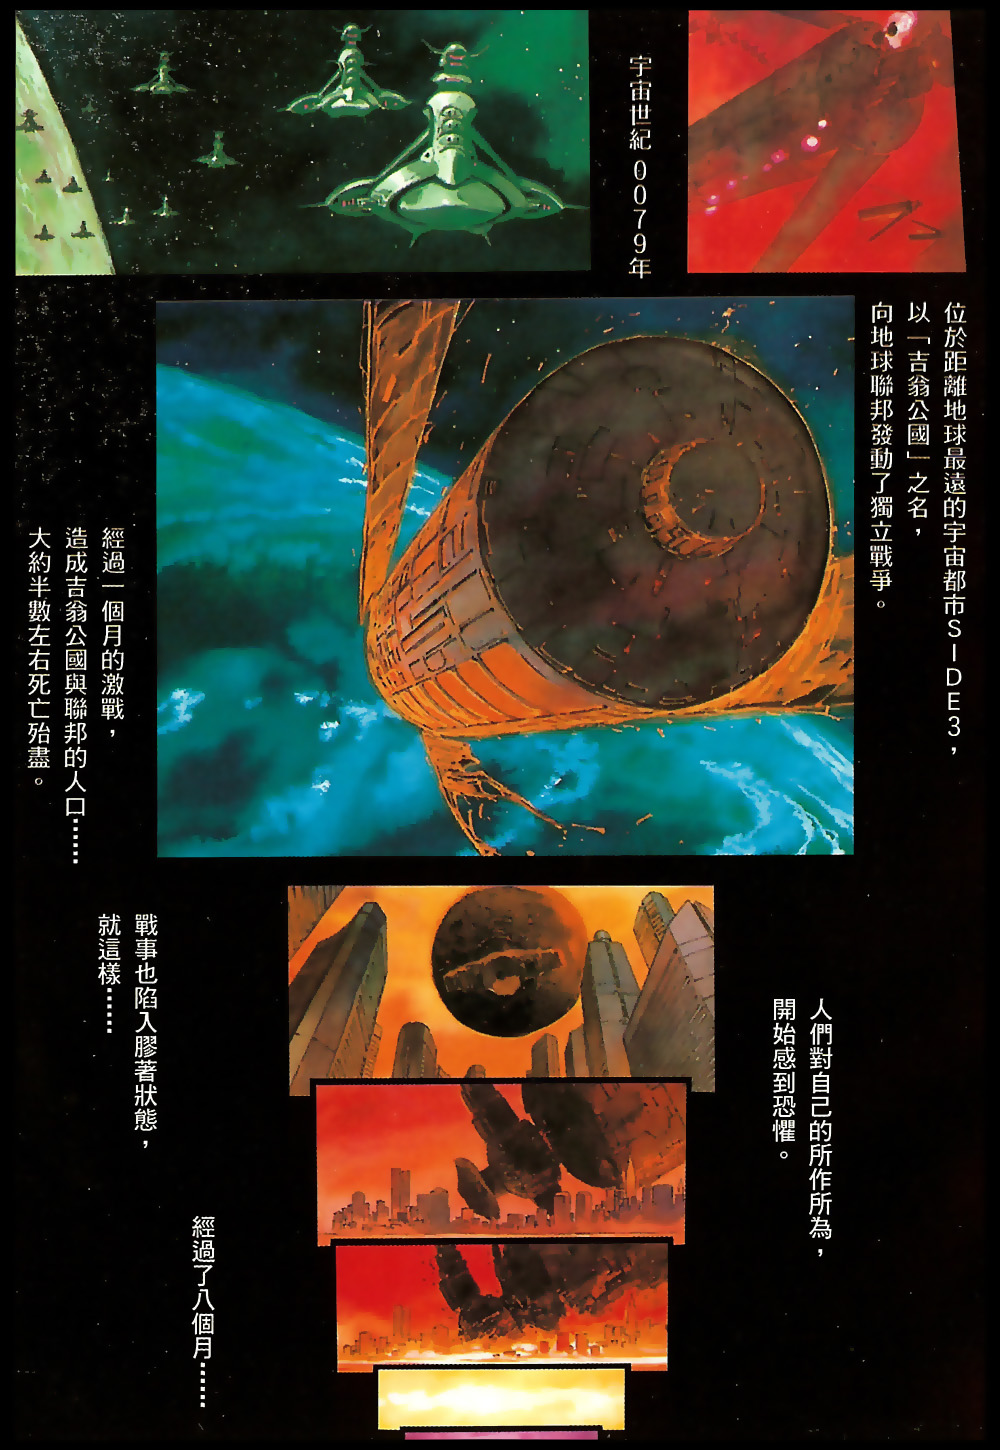 宇宙世紀0079年
位於距離地球最遠的宇宙都市SIDE3，
以「吉翁公國」之名，
向地球聯邦發動了獨立戰爭。
經過一個月的激戰，
造成吉翁公國與聯邦的人口……
大約半數左右死亡殆盡。
人們對自己的所作所為，
開始感到恐懼。
戰事也陷入膠著狀態，
就這樣……
經過了八個月……